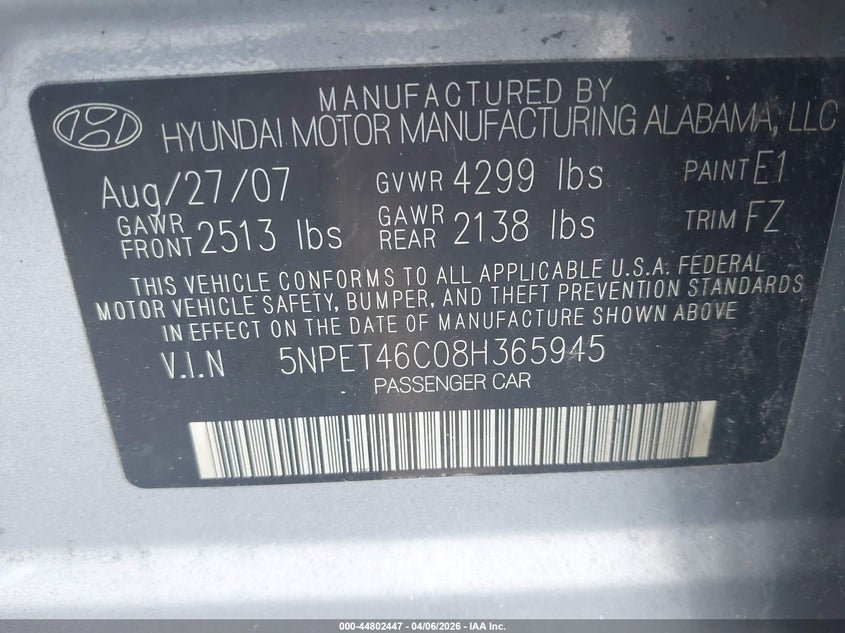 MANUFACTURED BY
HYUNDAI MOTOR MANUFACTURING ALABAMA, LLC
Aug/27/07 GVWR 4299 lbs PAINT E1
GAWR FRONT 2513 lbs GAWR REAR 2138 lbs TRIM FZ
THIS VEHICLE CONFORMS TO ALL APPLICABLE U.S.A. FEDERAL
MOTOR VEHICLE SAFETY, BUMPER, AND THEFT PREVENTION STANDARDS
IN EFFECT ON THE DATE OF MANUFACTURE SHOWN ABOVE
V.I.N 5NPET46C08H365945
PASSENGER CAR
000-44802447 - 04/06/2026 - IAA Inc.